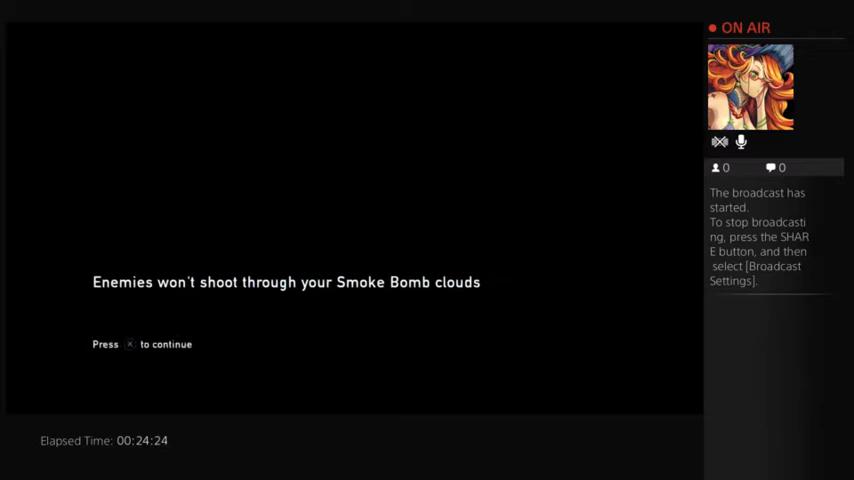 ON AIR
0 0
The broadcast has
started.
To stop broadcasti
ng, press the SHAR
E button, and then
select [Broadcast
Settings].
Enemies won't shoot through your Smoke Bomb clouds
Press X to continue
Elapsed Time: 00:24:24